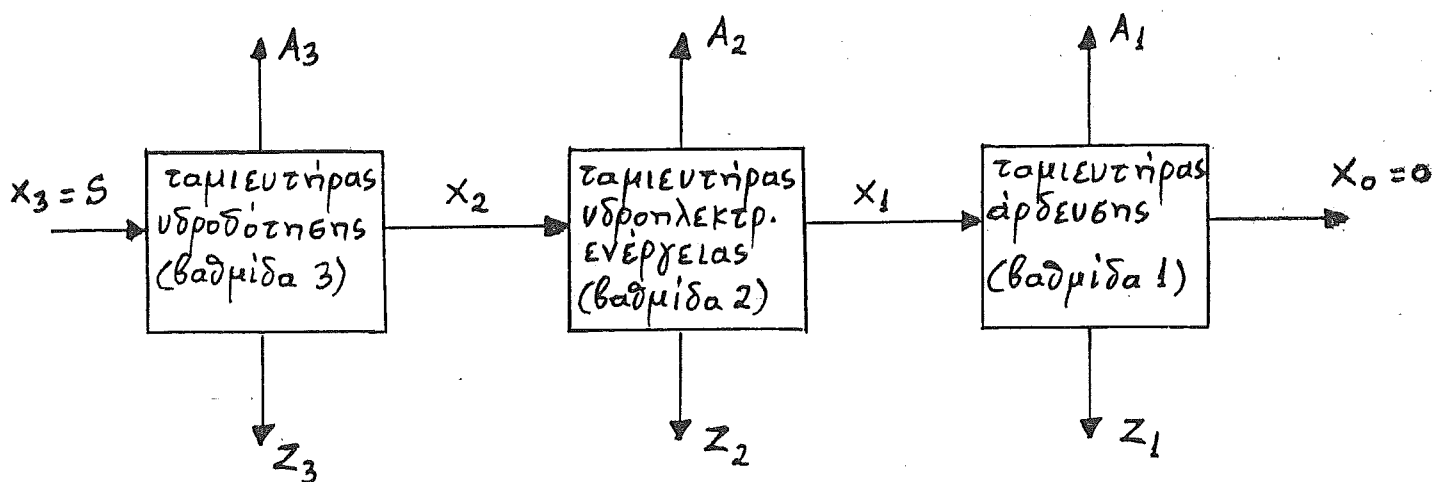 A3
A2
A1
X3 = S
ταμιευτήρας
υδροδότησης
(βαθμίδα 3)
X2
ταμιευτήρας
υδροηλεκτρ.
ενέργειας
(βαθμίδα 2)
X1
ταμιευτήρας
άρδευσης
(βαθμίδα 1)
X0 = 0
Z3
Z2
Z1